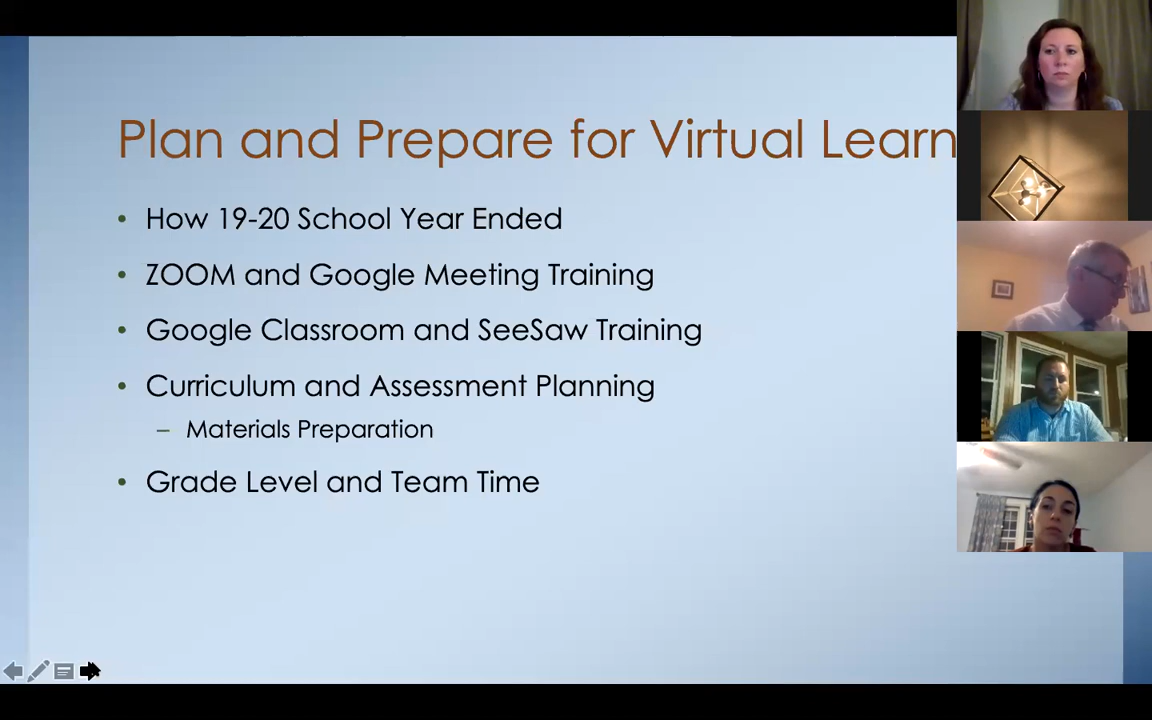 Plan and Prepare for Virtual Learn
How 19-20 School Year Ended
ZOOM and Google Meeting Training
Google Classroom and SeeSaw Training
Curriculum and Assessment Planning
Materials Preparation
Grade Level and Team Time